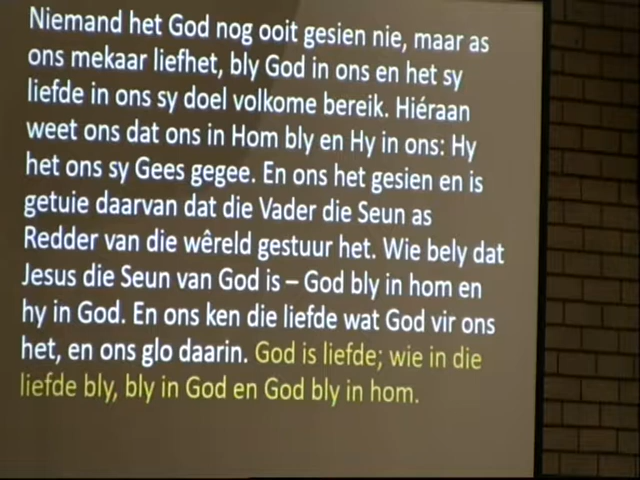 Niemand het God nog ooit gesien nie, maar as
ons mekaar liefhet, bly God in ons en het sy
liefde in ons sy doel volkome bereik. Hiéraan
weet ons dat ons in Hom bly en Hy in ons: Hy
het ons sy Gees gegee. En ons het gesien en is
getuie daarvan dat die Vader die Seun as
Redder van die wêreld gestuur het. Wie bely dat
Jesus die Seun van God is – God bly in hom en
hy in God. En ons ken die liefde wat God vir ons
het, en ons glo daarin. God is liefde; wie in die
liefde bly, bly in God en God bly in hom.